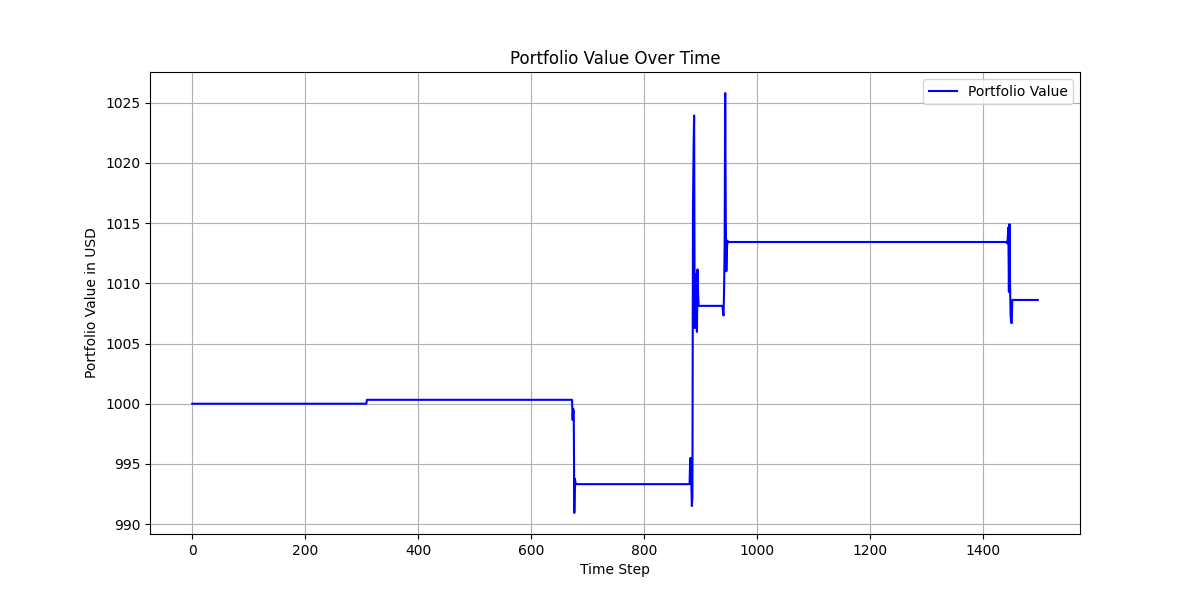 Portfolio Value Over Time
Portfolio Value
Portfolio Value in USD
1025
1020
1015
1010
1005
1000
995
990
0 200 400 600 800 1000 1200 1400
Time Step